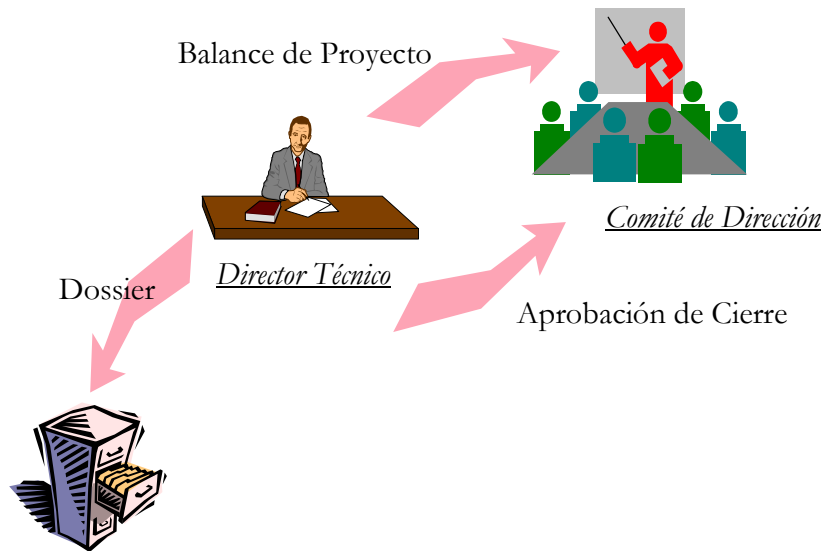 Balance de Proyecto
Comité de Dirección
Director Técnico
Dossier
Aprobación de Cierre